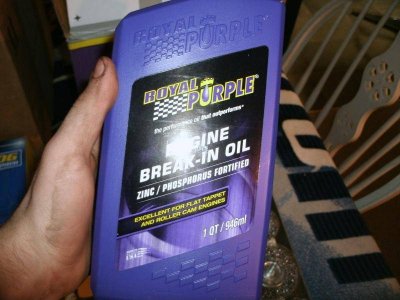 ROYAL
PURPLE
ROYAL
PURPLE®
the performance oil that outperforms™
ENGINE
BREAK-IN OIL
ZINC / PHOSPHORUS FORTIFIED
EXCELLENT FOR FLAT TAPPET
AND ROLLER CAM ENGINES
1 QT / 946ml